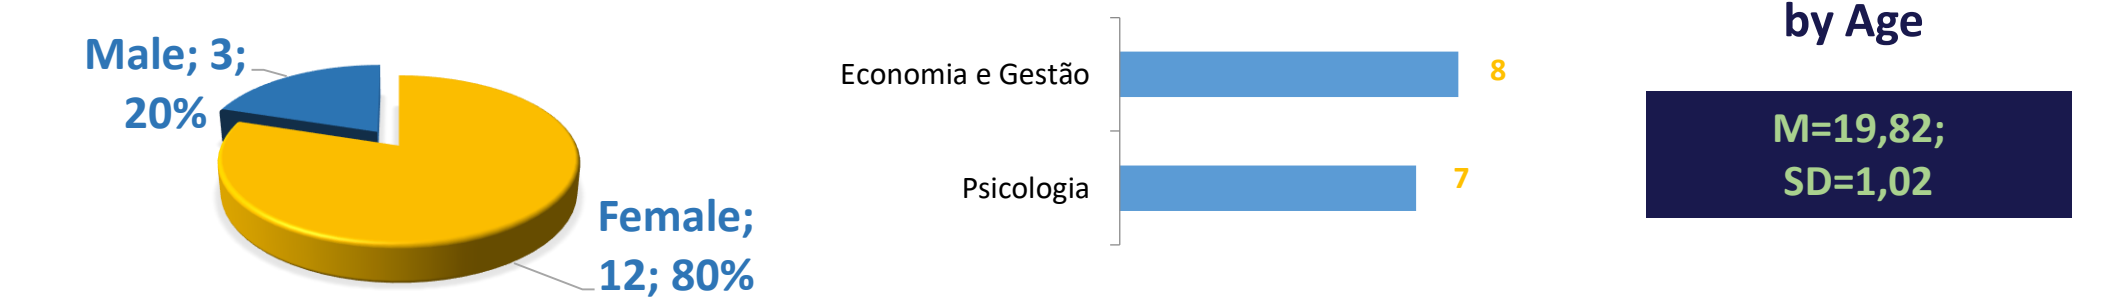 Male; 3;
20%
Female;
12; 80%
Economia e Gestão
8
Psicologia
7
by Age
M=19,82;
SD=1,02